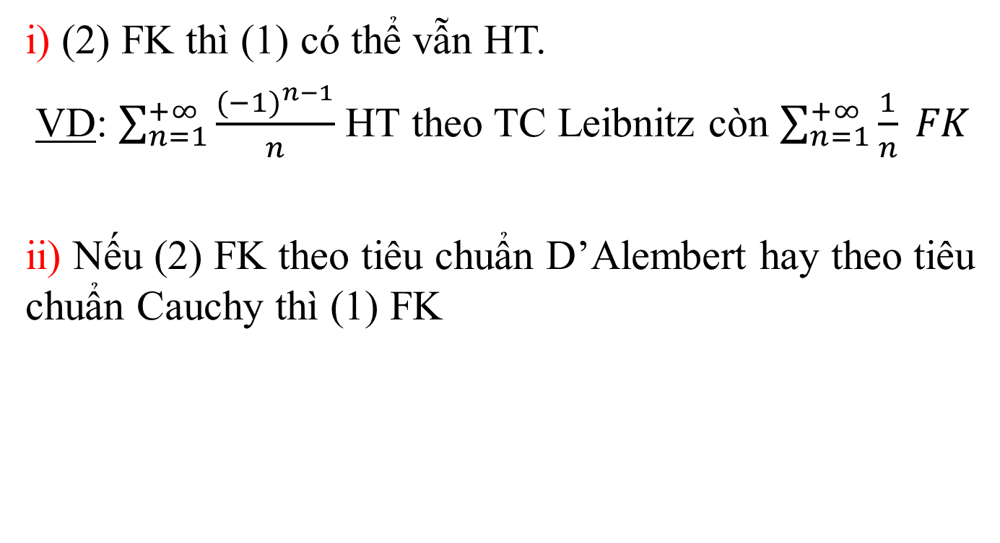 i) (2) FK thì (1) có thể vẫn HT.
VD: $\sum_{n=1}^{+\infty} \frac{(-1)^{n-1}}{n}$ HT theo TC Leibnitz còn $\sum_{n=1}^{+\infty} \frac{1}{n}$ FK
ii) Nếu (2) FK theo tiêu chuẩn D’Alembert hay theo tiêu
chuẩn Cauchy thì (1) FK